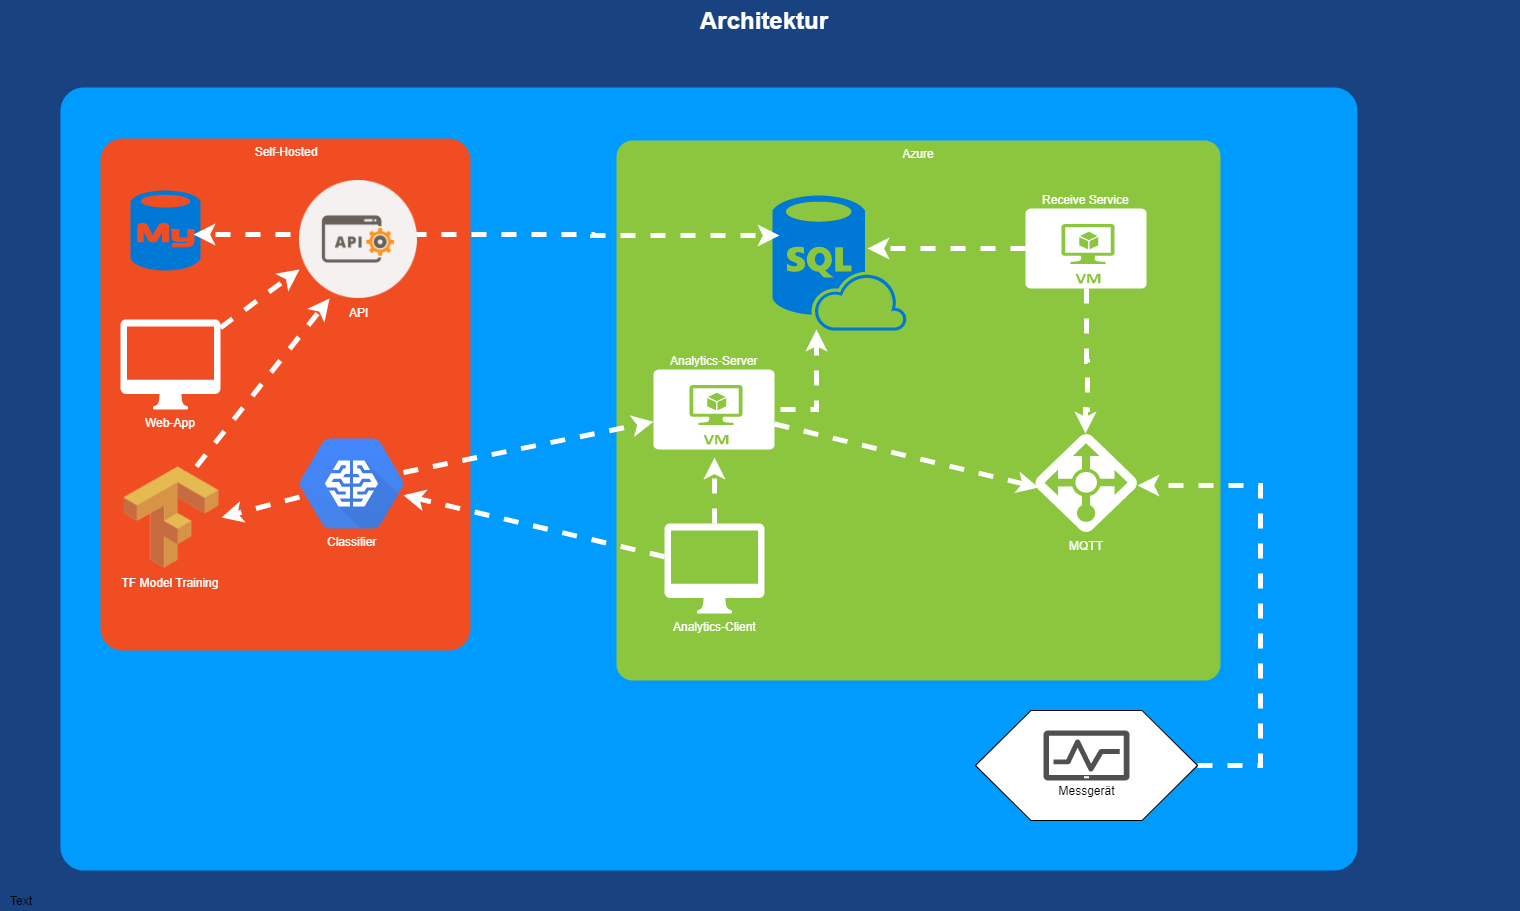 Architektur
Self-Hosted
Azure
My
API
API
SQL
Receive Service
VM
Web-App
Analytics-Server
VM
Classifier
TF Model Training
MQTT
Analytics-Client
Messgerät
Text